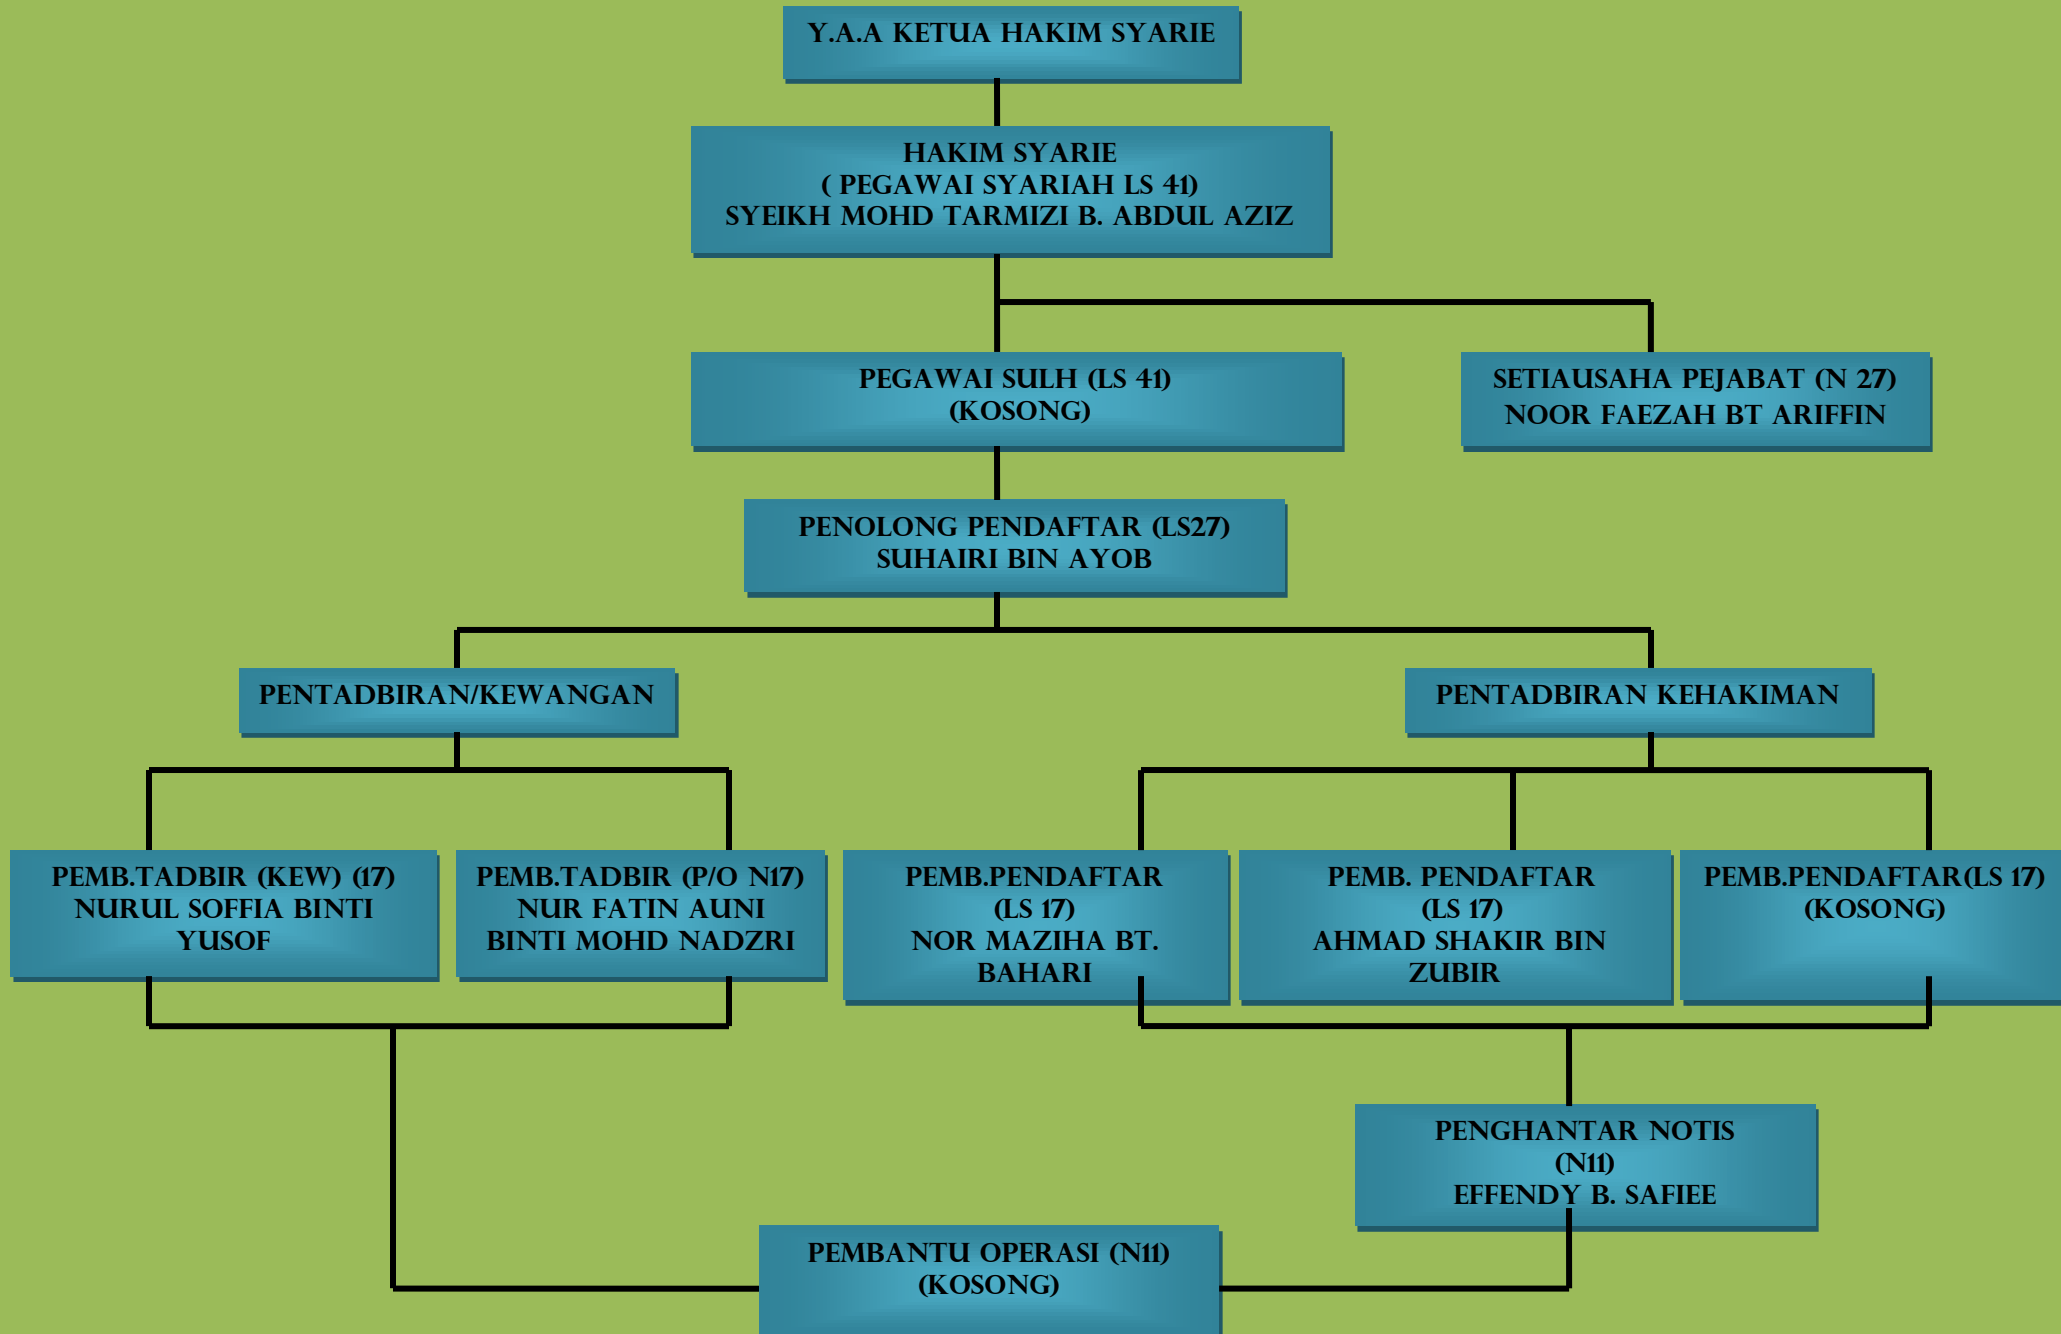 Y.A.A KETUA HAKIM SYARIE
HAKIM SYARIE
( PEGAWAI SYARIAH LS 41)
SYEIKH MOHD TARMIZI B. ABDUL AZIZ
PEGAWAI SULH (LS 41)
(KOSONG)
SETIAUSAHA PEJABAT (N 27)
NOOR FAEZAH BT ARIFFIN
PENOLONG PENDAFTAR (LS27)
SUHAIRI BIN AYOB
PENTADBIRAN/KEWANGAN
PENTADBIRAN KEHAKIMAN
PEMB.TADBIR (KEW) (17)
NURUL SOFFIA BINTI
YUSOF
PEMB.TADBIR (P/O N17)
NUR FATIN AUNI
BINTI MOHD NADZRI
PEMB.PENDAFTAR
(LS 17)
NOR MAZIHA BT.
BAHARI
PEMB. PENDAFTAR
(LS 17)
AHMAD SHAKIR BIN
ZUBIR
PEMB.PENDAFTAR(LS 17)
(KOSONG)
PENGHANTAR NOTIS
(N11)
EFFENDY B. SAFIEE
PEMBANTU OPERASI (N11)
(KOSONG)